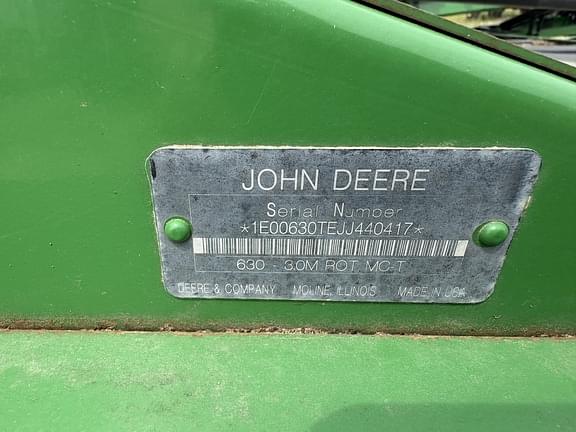 JOHN DEERE
Serial Number
*1E00630TEJJ440417*
630 - 3.0M ROT MC-T
DEERE & COMPANY MOLINE, ILLINOIS MADE IN USA